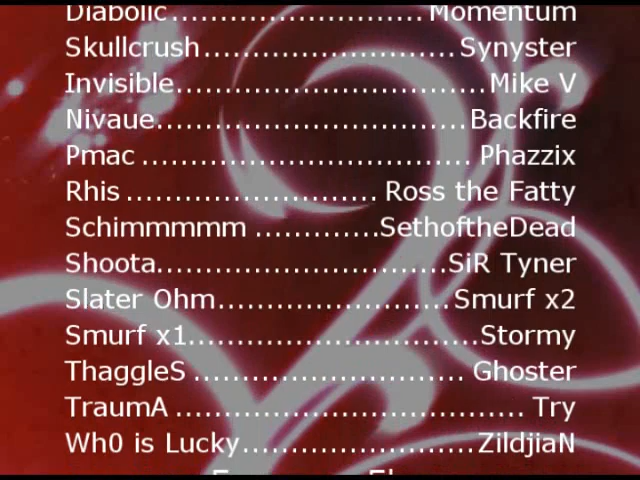 Diabolic.........................Momentum
Skullcrush.........................Synyster
Invisible...............................Mike V
Nivaue...............................Backfire
Pmac ................................. Phazzix
Rhis ......................... Ross the Fatty
Schimmmmm .............SethoftheDead
Shoota.............................SiR Tyner
Slater Ohm.......................Smurf x2
Smurf x1.............................Stormy
ThaggleS ........................... Ghoster
TraumA ................................... Try
Wh0 is Lucky.......................ZildjiaN